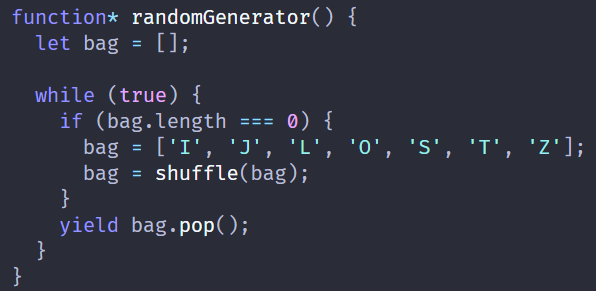 function* randomGenerator() {
  let bag = [];

  while (true) {
    if (bag.length === 0) {
      bag = ['I', 'J', 'L', 'O', 'S', 'T', 'Z'];
      bag = shuffle(bag);
    }
    yield bag.pop();
  }
}